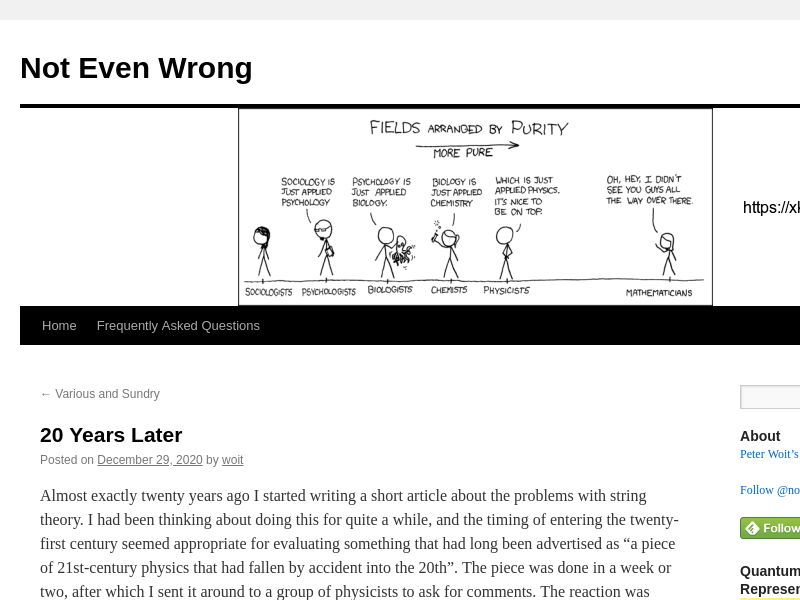 Not Even Wrong
FIELDS ARRANGED BY PURITY
MORE PURE
SOCIOLOGY IS
JUST APPLIED
PSYCHOLOGY
PSYCHOLOGY IS
JUST APPLIED
BIOLOGY.
BIOLOGY IS
JUST APPLIED
CHEMISTRY
WHICH IS JUST
APPLIED PHYSICS.
IT'S NICE TO
BE ON TOP.
OH, HEY, I DIDN'T
SEE YOU GUYS ALL
THE WAY OVER THERE.
SOCIOLOGISTS PSYCHOLOGISTS BIOLOGISTS CHEMISTS PHYSICISTS MATHEMATICIANS
https://xk
Home Frequently Asked Questions
← Various and Sundry
20 Years Later
Posted on December 29, 2020 by woit
Almost exactly twenty years ago I started writing a short article about the problems with string
theory. I had been thinking about doing this for quite a while, and the timing of entering the twenty-
first century seemed appropriate for evaluating something that had long been advertised as “a piece
of 21st-century physics that had fallen by accident into the 20th”. The piece was done in a week or
two, after which I sent it around to a group of physicists to ask for comments. The reaction was
About
Peter Woit’s
Follow @no
Follow
Quantum
Represen